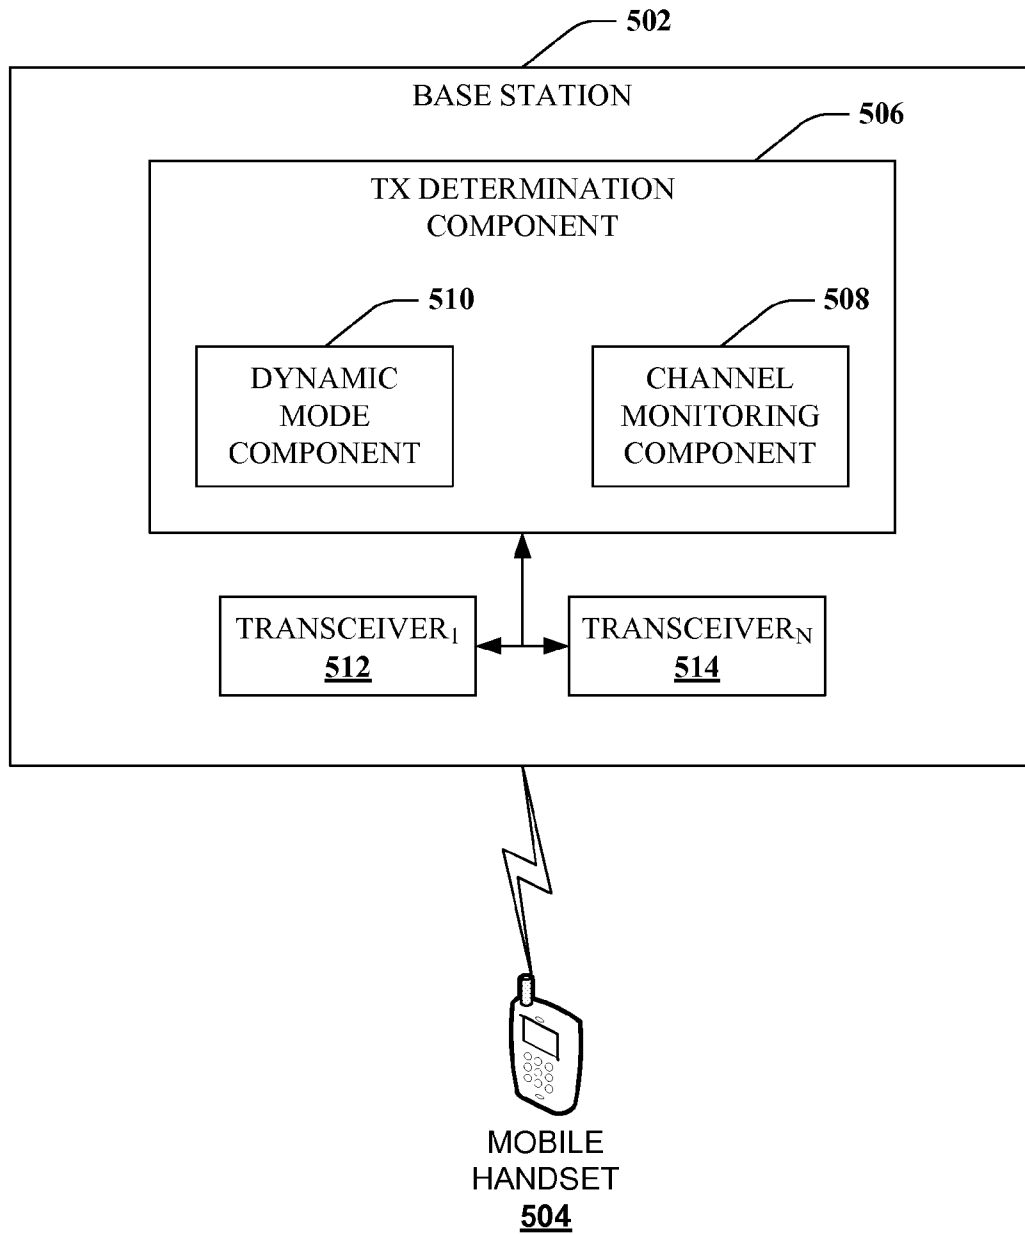 502
BASE STATION
506
TX DETERMINATION
COMPONENT
510
508
DYNAMIC
MODE
COMPONENT
CHANNEL
MONITORING
COMPONENT
TRANSCEIVER1
512
TRANSCEIVERN
514
MOBILE
HANDSET
504